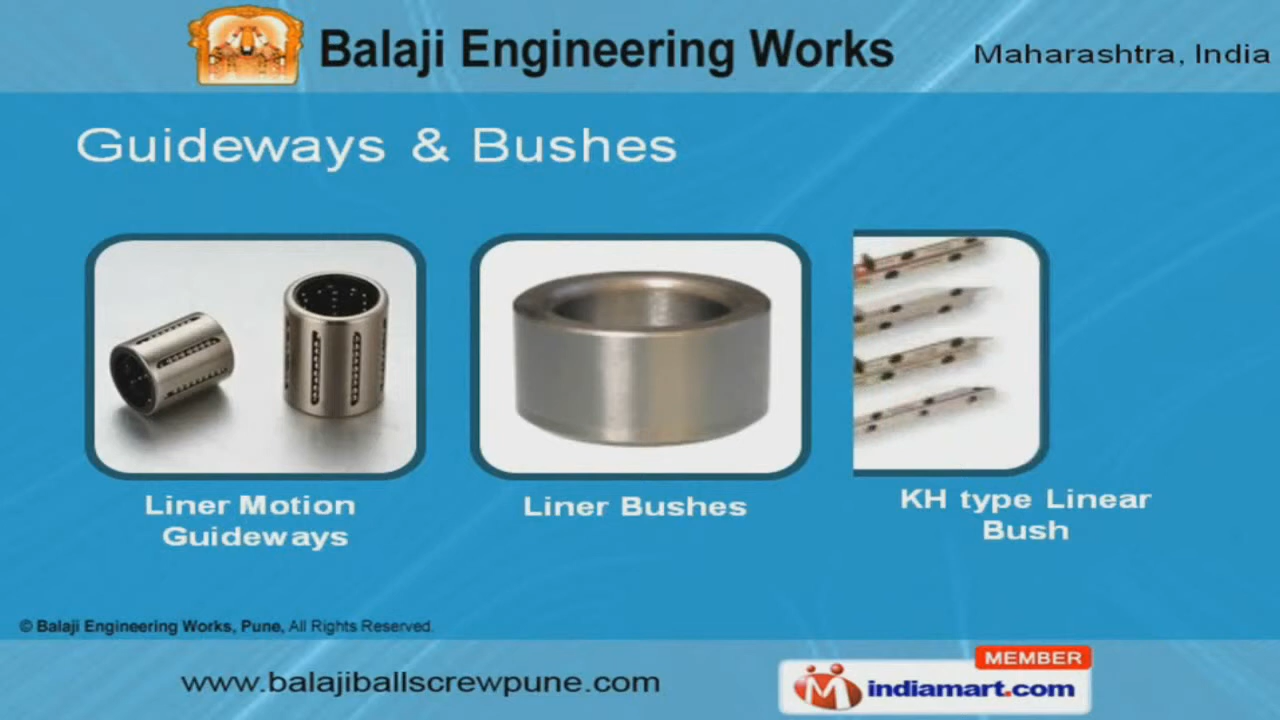 Balaji Engineering Works
Maharashtra, India
Guideways & Bushes
Liner Motion
Guideways
Liner Bushes
KH type Linear
Bush
© Balaji Engineering Works, Pune, All Rights Reserved.
www.balajiballscrewpune.com
MEMBER
indiamart.com